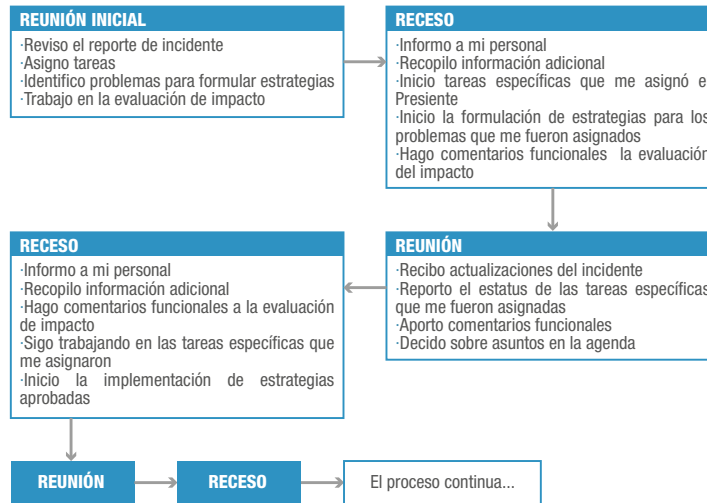 REUNIÓN INICIAL
·Reviso el reporte de incidente
·Asigno tareas
·Identifico problemas para formular estrategias
·Trabajo en la evaluación de impacto
RECESO
·Informo a mi personal
·Recopilo información adicional
·Inicio tareas específicas que me asignó e
Presiente
·Inicio la formulación de estrategias para los
problemas que me fueron asignados
·Hago comentarios funcionales la evaluación
del impacto
RECESO
·Informo a mi personal
·Recopilo información adicional
·Hago comentarios funcionales a la evaluación
de impacto
·Sigo trabajando en las tareas específicas que
me asignaron
·Inicio la implementación de estrategias
aprobadas
REUNIÓN
·Recibo actualizaciones del incidente
·Reporto el estatus de las tareas específicas
que me fueron asignadas
·Aporto comentarios funcionales
·Decido sobre asuntos en la agenda
REUNIÓN
RECESO
El proceso continua...